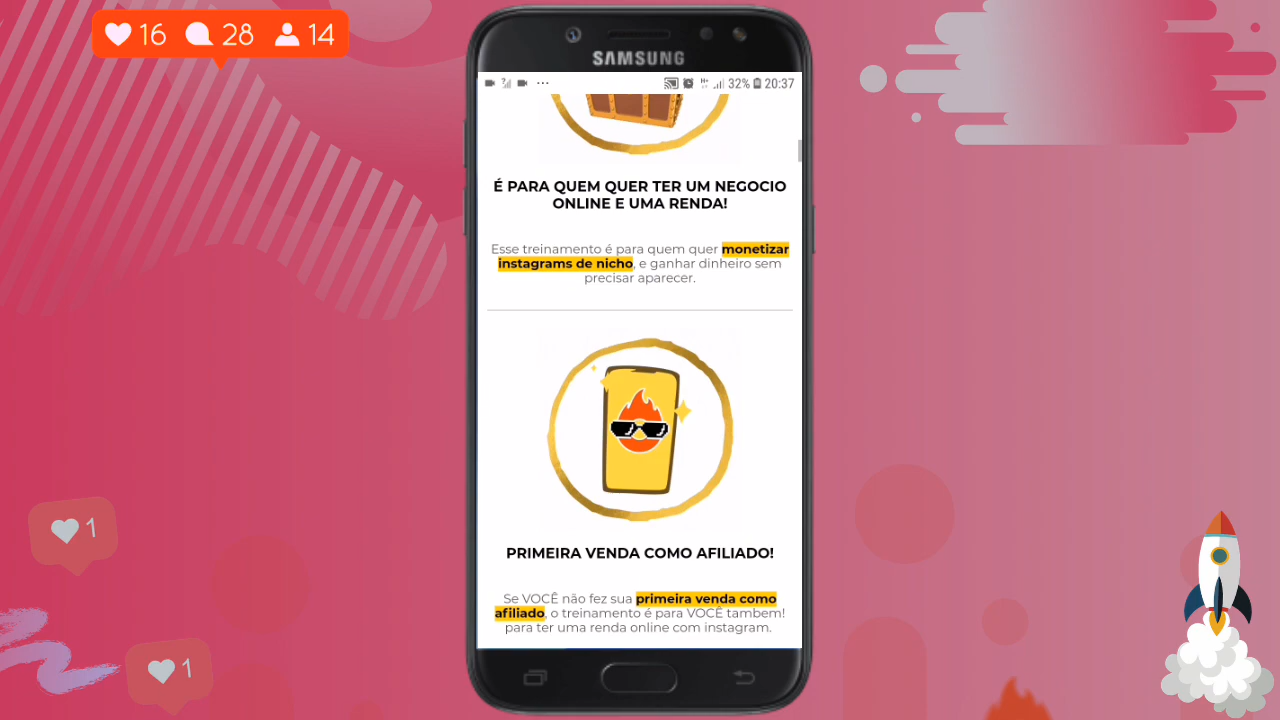 16 28 14
SAMSUNG
32% 20:37
É PARA QUEM QUER TER UM NEGOCIO
ONLINE E UMA RENDA!
Esse treinamento é para quem quer monetizar
instagrams de nicho, e ganhar dinheiro sem
precisar aparecer.
PRIMEIRA VENDA COMO AFILIADO!
Se VOCÊ não fez sua primeira venda como
afiliado, o treinamento é para VOCÊ tambem!
para ter uma renda online com instagram.
1
1